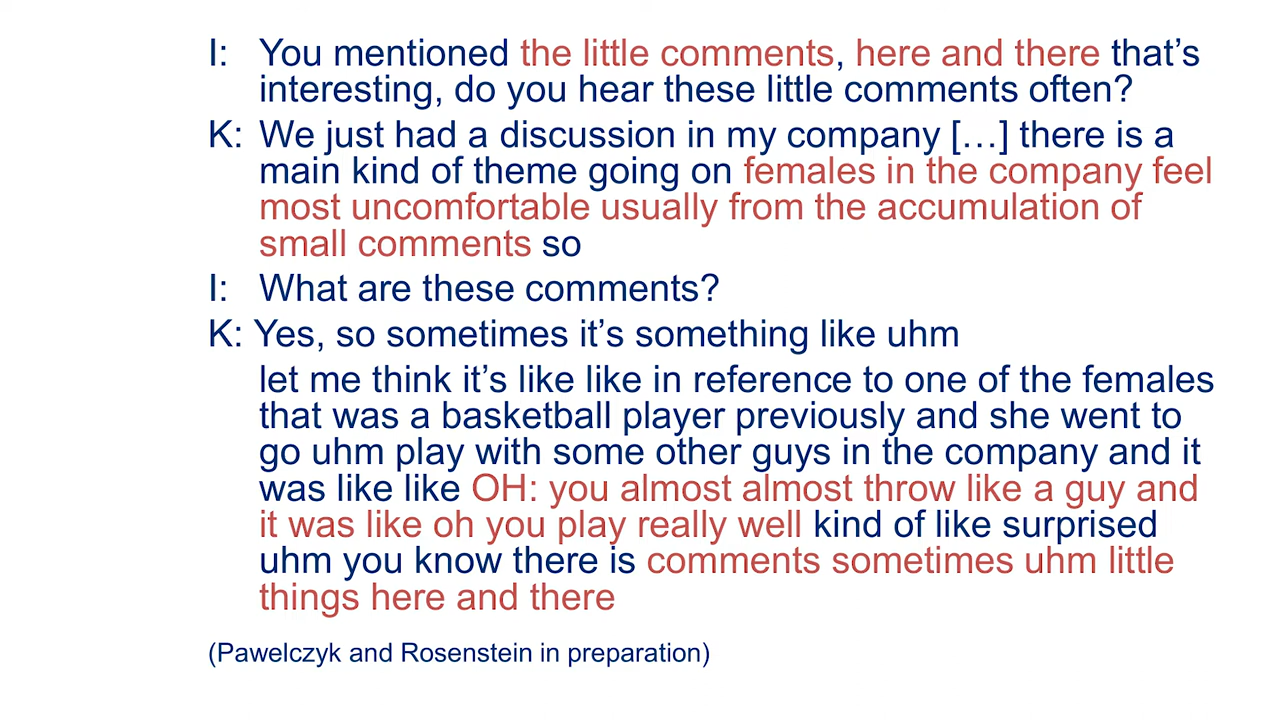 I: You mentioned the little comments, here and there that's
interesting, do you hear these little comments often?
K: We just had a discussion in my company […] there is a
main kind of theme going on females in the company feel
most uncomfortable usually from the accumulation of
small comments so
I: What are these comments?
K: Yes, so sometimes it's something like uhm
let me think it's like like in reference to one of the females
that was a basketball player previously and she went to
go uhm play with some other guys in the company and it
was like like OH: you almost almost throw like a guy and
it was like oh you play really well kind of like surprised
uhm you know there is comments sometimes uhm little
things here and there
(Pawelczyk and Rosenstein in preparation)